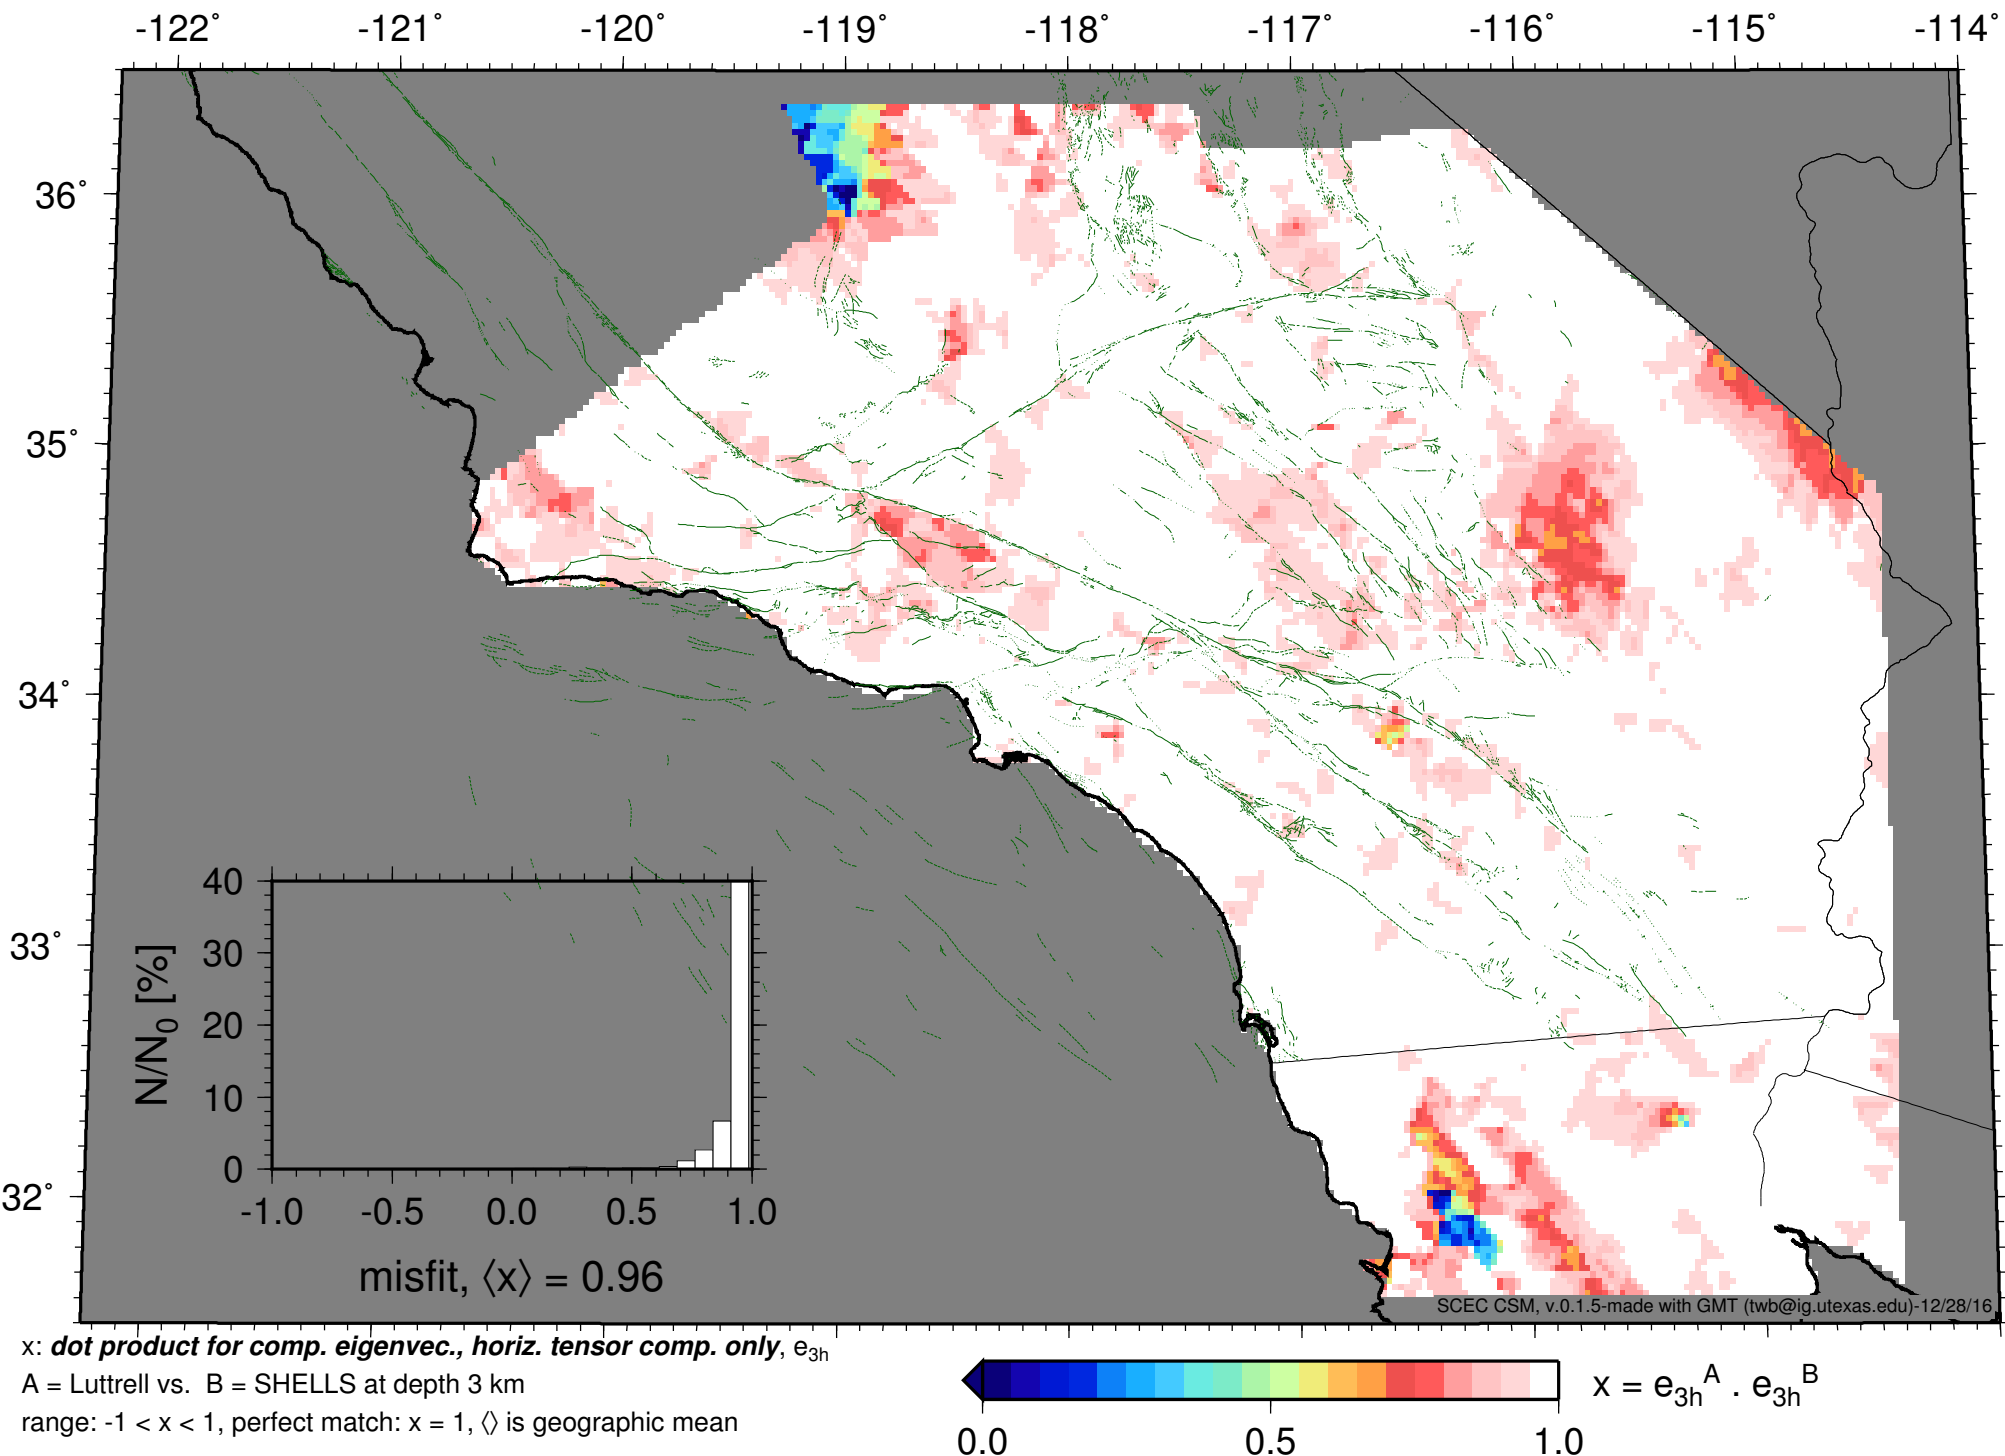 -122˚ -121˚ -120˚ -119˚ -118˚ -117˚ -116˚ -115˚ -114˚
36˚
35˚
34˚
33˚
32˚
40
30
20
10
0
N/N0 [%]
-1.0 -0.5 0.0 0.5 1.0
misfit, ⟨x⟩ = 0.96
SCEC CSM, v.0.1.5-made with GMT (twb@ig.utexas.edu)-12/28/16
x: dot product for comp. eigenvec., horiz. tensor comp. only, e3h
A = Luttrell vs. B = SHELLS at depth 3 km
range: -1 < x < 1, perfect match: x = 1, ⟨⟩ is geographic mean
x = e3hA . e3hB
0.0 0.5 1.0